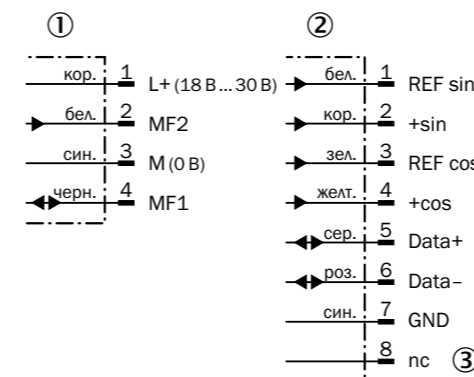 ①
кор. 1 L+ (18 В ... 30 В)
бел. 2 MF2
син. 3 M (0 В)
черн. 4 MF1
②
бел. 1 REF sin
кор. 2 +sin
зел. 3 REF cos
желт. 4 +cos
сер. 5 Data+
роз. 6 Data–
син. 7 GND
8 nc ③